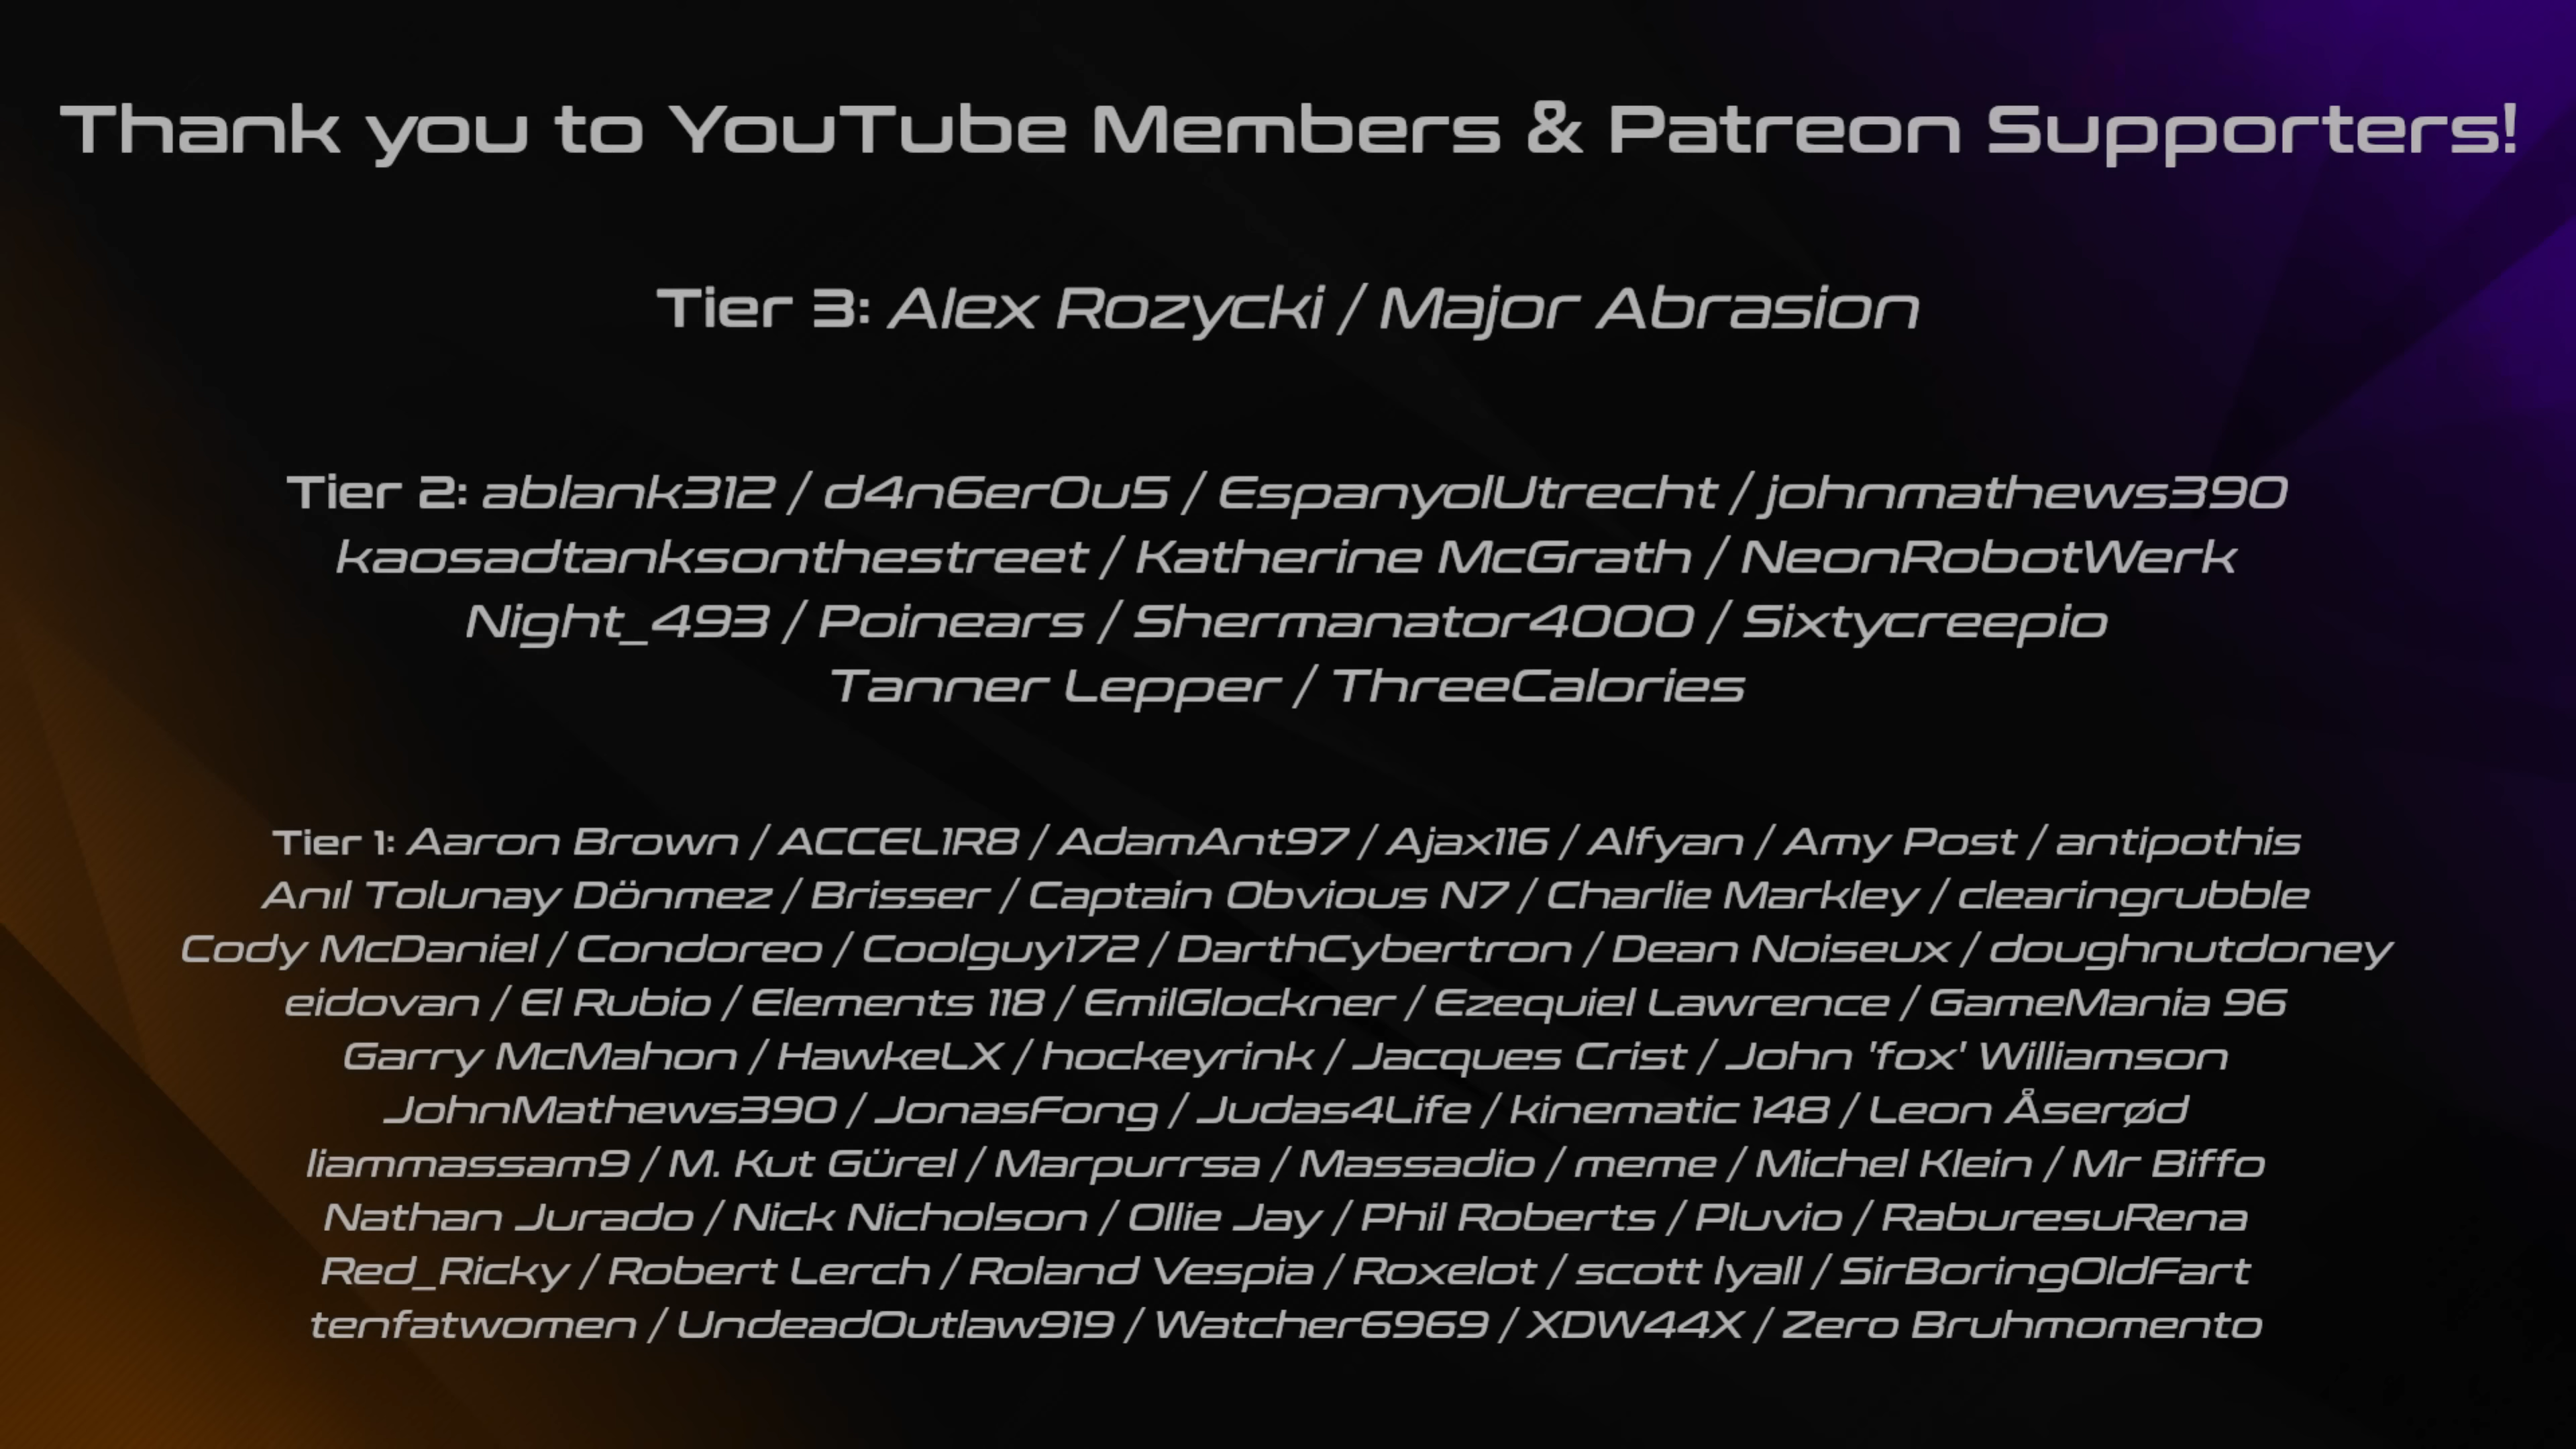 Thank you to YouTube Members & Patreon Supporters!
Tier 3: Alex Rozycki / Major Abrasion
Tier 2: ablank312 / d4n6er0u5 / EspanyolUtrecht / johnmathews390
kaosadtanksonthestreet / Katherine McGrath / NeonRobotWerk
Night_493 / Poinears / Shermanator4000 / Sixtycreepio
Tanner Lepper / ThreeCalories
Tier 1: Aaron Brown / ACCEL1R8 / AdamAnt97 / Ajax116 / Alfyan / Amy Post / antipothis
Anıl Tolunay Dönmez / Brisser / Captain Obvious N7 / Charlie Markley / clearingrubble
Cody McDaniel / Condoreo / Coolguy172 / DarthCybertron / Dean Noiseux / doughnutdoney
eidovan / El Rubio / Elements 118 / EmilGlockner / Ezequiel Lawrence / GameMania 96
Garry McMahon / HawkeLX / hockeyrink / Jacques Crist / John 'fox' Williamson
JohnMathews390 / JonasFong / Judas4Life / kinematic 148 / Leon Åserød
liammassam9 / M. Kut Gürel / Marpurrsa / Massadio / meme / Michel Klein / Mr Biffo
Nathan Jurado / Nick Nicholson / Ollie Jay / Phil Roberts / Pluvio / RaburesuRena
Red_Ricky / Robert Lerch / Roland Vespia / Roxelot / scott lyall / SirBoringOldFart
tenfatwomen / UndeadOutlaw919 / Watcher6969 / XDW44X / Zero Bruhmomento